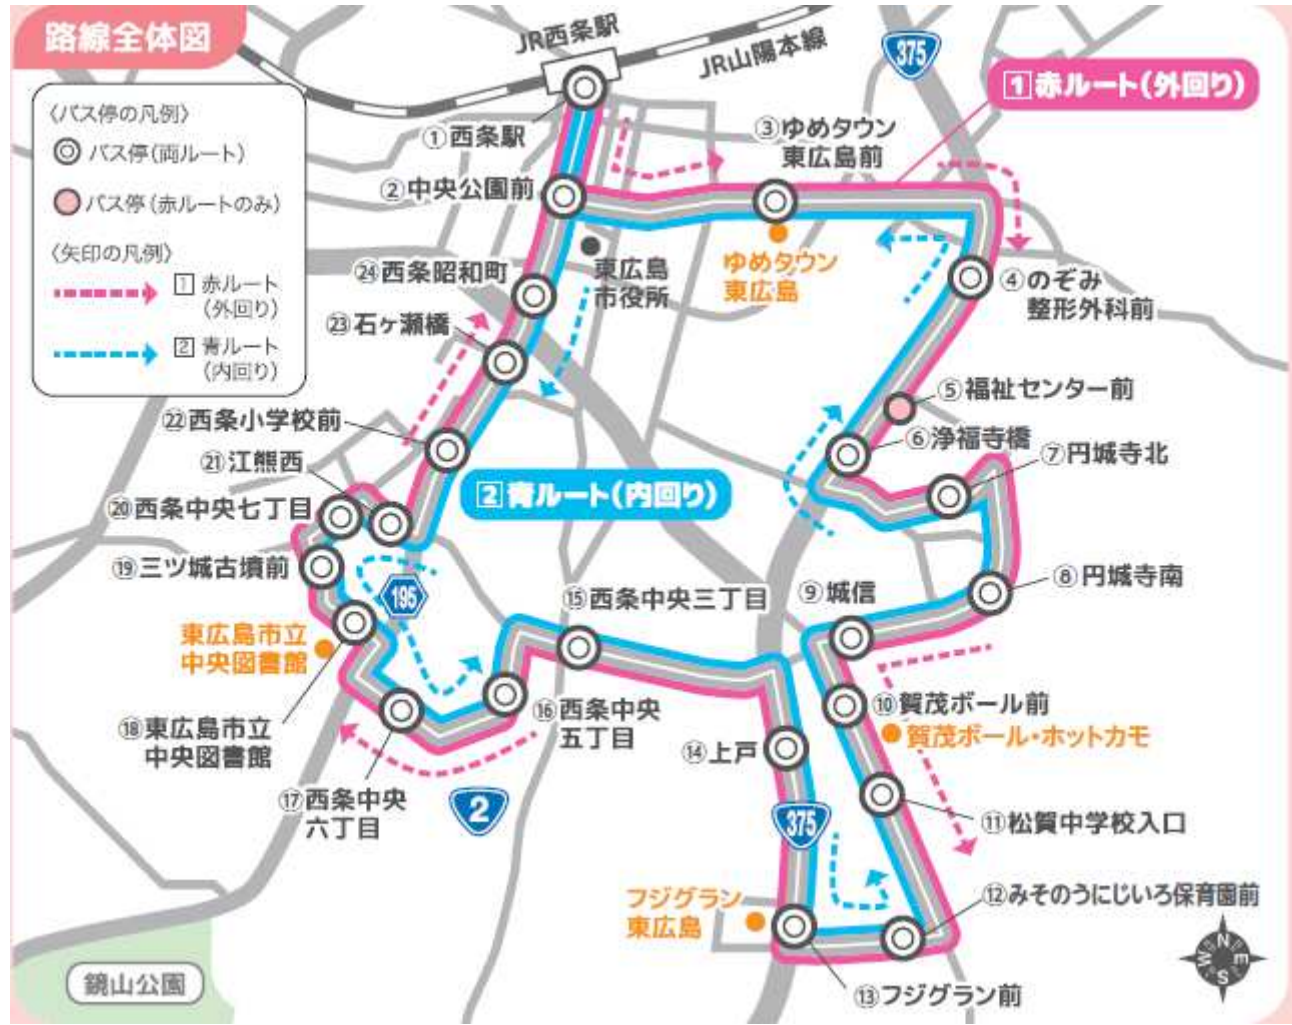 路線全体図
JR西条駅
JR山陽本線
375
1 赤ルート(外回り)
〈バス停の凡例〉
バス停(両ルート)
バス停(赤ルートのみ)
〈矢印の凡例〉
1 赤ルート
(外回り)
2 青ルート
(内回り)
①西条駅
②中央公園前
③ゆめタウン
東広島前
ゆめタウン
東広島
東広島
市役所
④のぞみ
整形外科前
㉔西条昭和町
㉓石ヶ瀬橋
⑤福祉センター前
⑥浄福寺橋
⑦円城寺北
㉒西条小学校前
㉑江熊西
2 青ルート(内回り)
⑳西条中央七丁目
⑲三ツ城古墳前
195
⑧円城寺南
⑨城信
⑮西条中央三丁目
東広島市立
中央図書館
⑱東広島市立
中央図書館
⑯西条中央
五丁目
⑩賀茂ボール前
賀茂ボール・ホットカモ
⑭上戸
⑰西条中央
六丁目
2
375
⑪松賀中学校入口
⑫みそのうにじいろ保育園前
フジグラン
東広島
⑬フジグラン前
鏡山公園
N
W
E
S